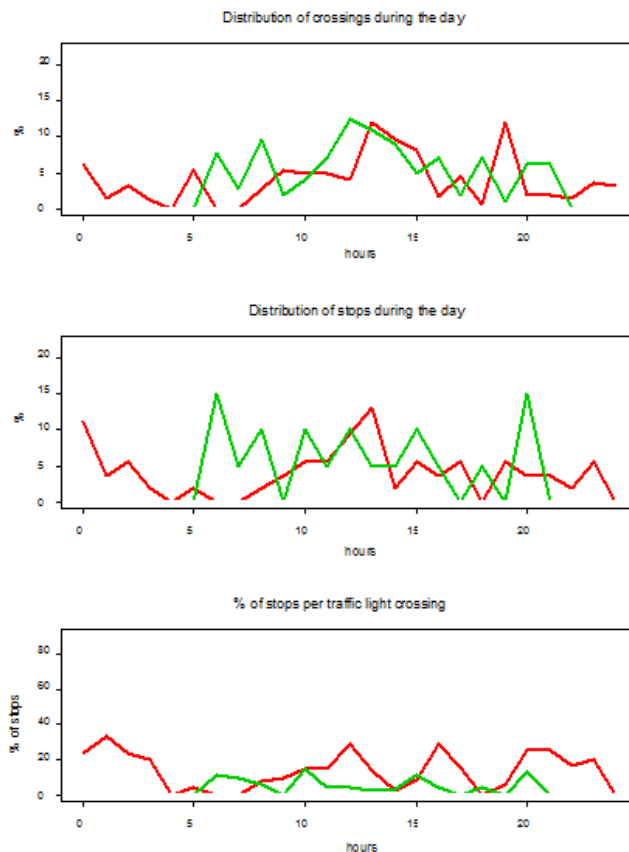 Distribution of crossings during the day
20
15
10
5
0
%
0 5 10 15 20
hours
Distribution of stops during the day
20
15
10
5
0
%
0 5 10 15 20
hours
% of stops per traffic light crossing
80
60
40
20
0
% of stops
0 5 10 15 20
hours